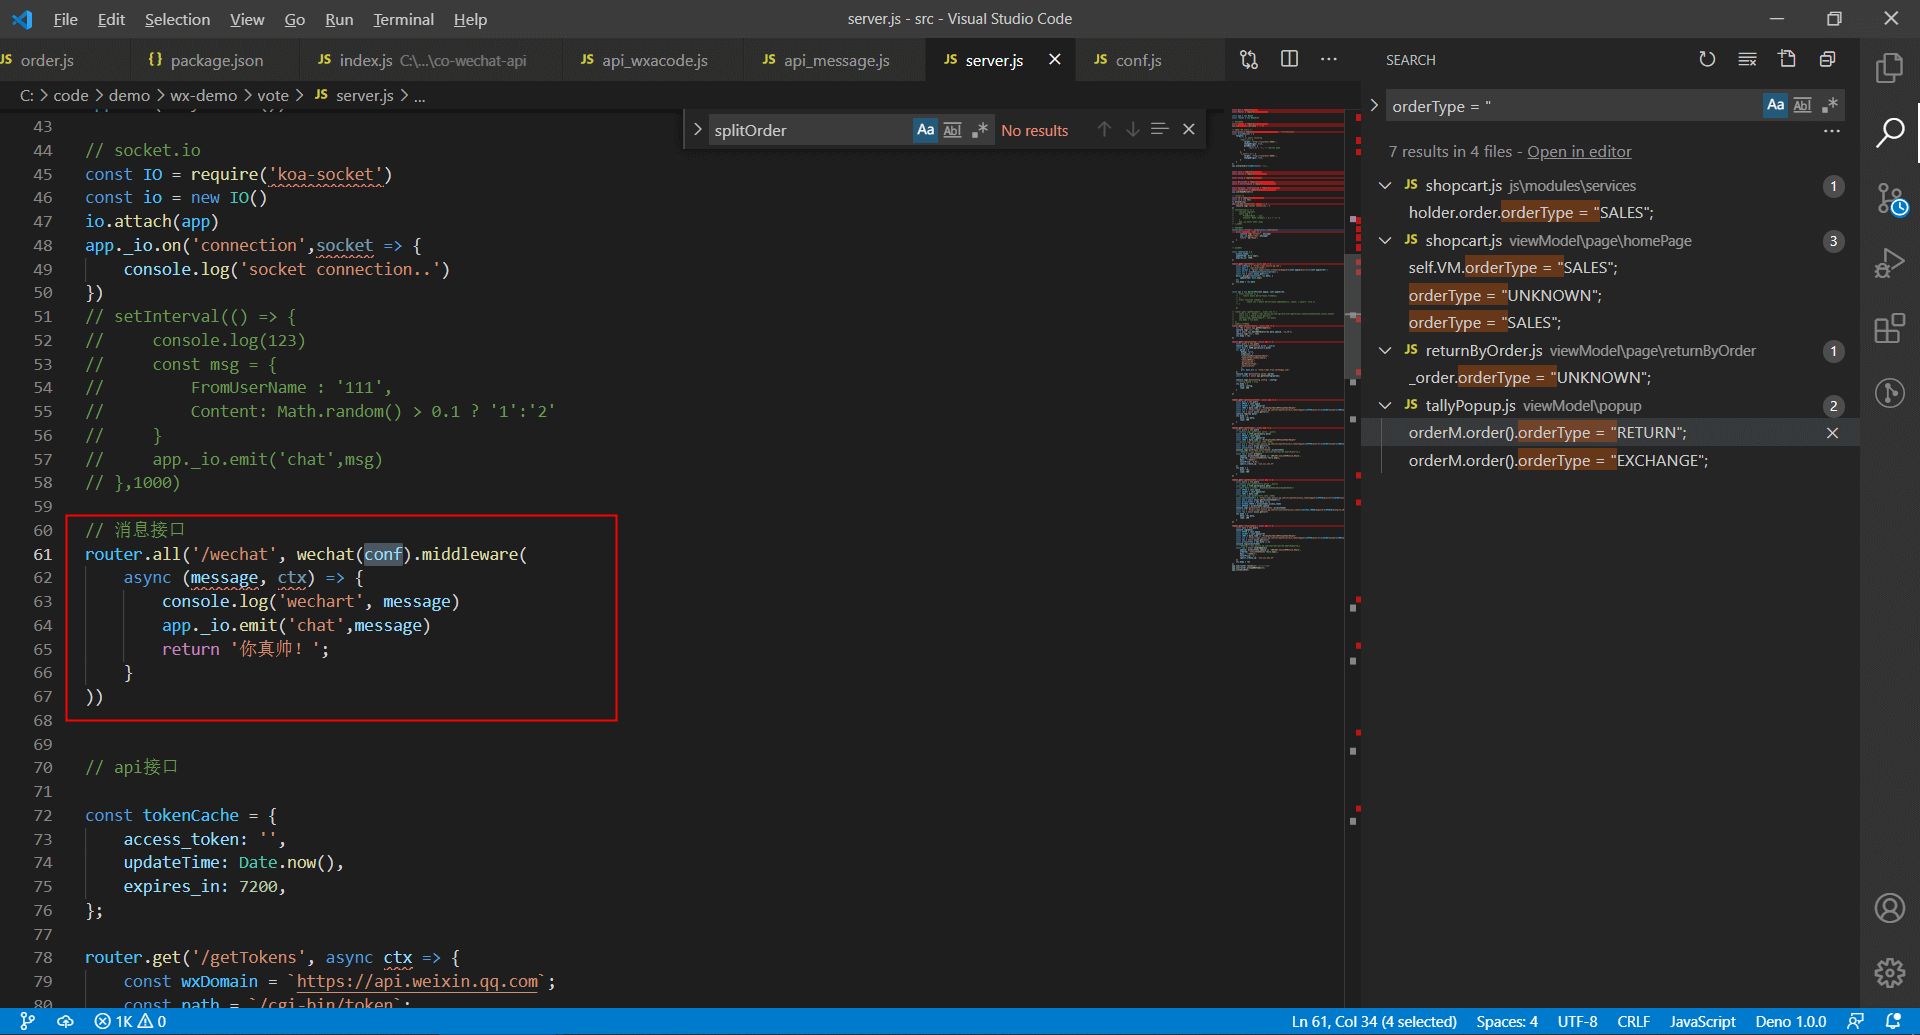 File Edit Selection View Go Run Terminal Help
server.js - src - Visual Studio Code
JS order.js {} package.json JS index.js C:\...\co-wechat-api JS api_wxacode.js JS api_message.js JS server.js JS conf.js
C: > code > demo > wx-demo > vote > JS server.js > ...
splitOrder Aa Abl .* No results
43
44 // socket.io
45 const IO = require('koa-socket')
46 const io = new IO()
47 io.attach(app)
48 app._io.on('connection',socket => {
49 console.log('socket connection..')
50 })
51 // setInterval(() => {
52 // console.log(123)
53 // const msg = {
54 // FromUserName : '111',
55 // Content: Math.random() > 0.1 ? '1':'2'
56 // }
57 // app._io.emit('chat',msg)
58 // },1000)
59
60 // 消息接口
61 router.all('/wechat', wechat(conf).middleware(
62 async (message, ctx) => {
63 console.log('wechart', message)
64 app._io.emit('chat',message)
65 return '你真帅! ';
66 }
67 ))
68
69
70 // api接口
71
72 const tokenCache = {
73 access_token: '',
74 updateTime: Date.now(),
75 expires_in: 7200,
76 };
77
78 router.get('/getTokens', async ctx => {
79 const wxDomain = `https://api.weixin.qq.com`;
80 const path = `/cgi-bin/token`;
SEARCH
orderType = " Aa Abl .*
7 results in 4 files - Open in editor
JS shopcart.js js\modules\services 1
holder.order.orderType = "SALES";
JS shopcart.js viewModel\page\homePage 3
self.VM.orderType = "SALES";
orderType = "UNKNOWN";
orderType = "SALES";
JS returnByOrder.js viewModel\page\returnByOrder 1
_order.orderType = "UNKNOWN";
JS tallyPopup.js viewModel\popup 2
orderM.order().orderType = "RETURN";
orderM.order().orderType = "EXCHANGE";
1K 0 Ln 61, Col 34 (4 selected) Spaces: 4 UTF-8 CRLF JavaScript Deno 1.0.0